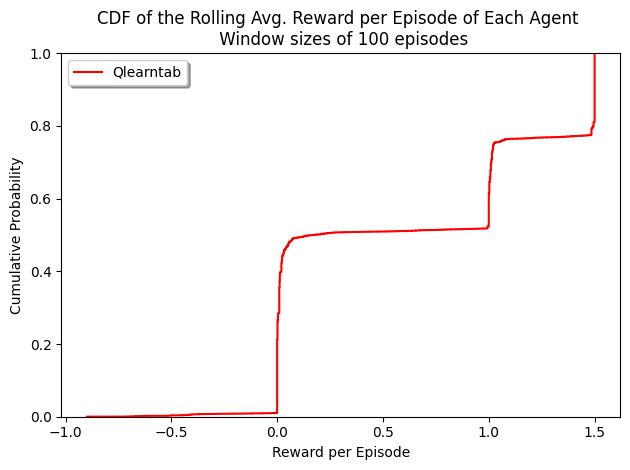 CDF of the Rolling Avg. Reward per Episode of Each Agent
Window sizes of 100 episodes
Qlearntab
Cumulative Probability
1.0
0.8
0.6
0.4
0.2
0.0
−1.0 −0.5 0.0 0.5 1.0 1.5
Reward per Episode